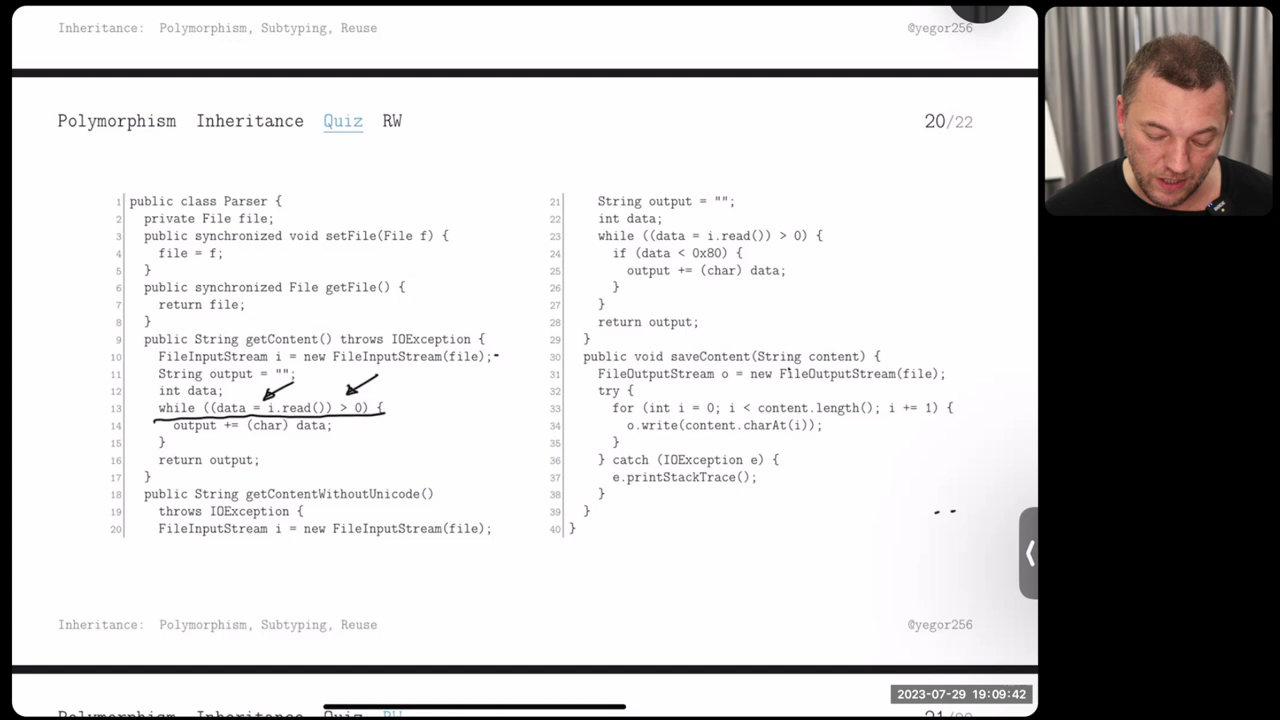 Inheritance: Polymorphism, Subtyping, Reuse @yegor256
Polymorphism Inheritance Quiz RW 20/22
1 public class Parser {
2 private File file;
3 public synchronized void setFile(File f) {
4 file = f;
5 }
6 public synchronized File getFile() {
7 return file;
8 }
9 public String getContent() throws IOException {
10 FileInputStream i = new FileInputStream(file);
11 String output = "";
12 int data;
13 while ((data = i.read()) > 0) {
14 output += (char) data;
15 }
16 return output;
17 }
18 public String getContentWithoutUnicode()
19 throws IOException {
20 FileInputStream i = new FileInputStream(file);
21 String output = "";
22 int data;
23 while ((data = i.read()) > 0) {
24 if (data < 0x80) {
25 output += (char) data;
26 }
27 }
28 return output;
29 }
30 public void saveContent(String content) {
31 FileOutputStream o = new FileOutputStream(file);
32 try {
33 for (int i = 0; i < content.length(); i += 1) {
34 o.write(content.charAt(i));
35 }
36 } catch (IOException e) {
37 e.printStackTrace();
38 }
39 }
40 }
Inheritance: Polymorphism, Subtyping, Reuse @yegor256
2023-07-29 19:09:42
Polymorphism Inheritance Quiz RW 21/22